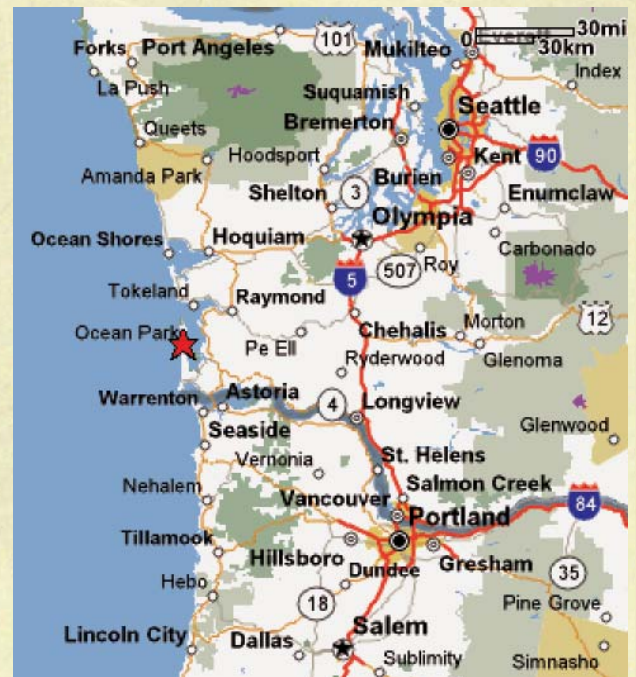 30mi
0 Everett
30km
Forks Port Angeles 101 Mukilteo
La Push Index
Suquamish Seattle
Queets Bremerton
Hoodsport Kent 90
Amanda Park Burien
Shelton 3 Enumclaw
Olympia
Ocean Shores Hoquiam Carbonado
507 Roy
5
Tokeland Raymond
Ocean Park Chehalis Morton 12
Pe Ell Glenoma
Ryderwood
Warrenton Astoria 4 Longview
Seaside Glenwood
Vernonia St. Helens
Nehalem Salmon Creek
Vancouver 84
Portland
Tillamook Hillsboro Gresham
Dundee 35
Hebo 18 Pine Grove
Lincoln City Dallas Salem
Sublimity Simnasho